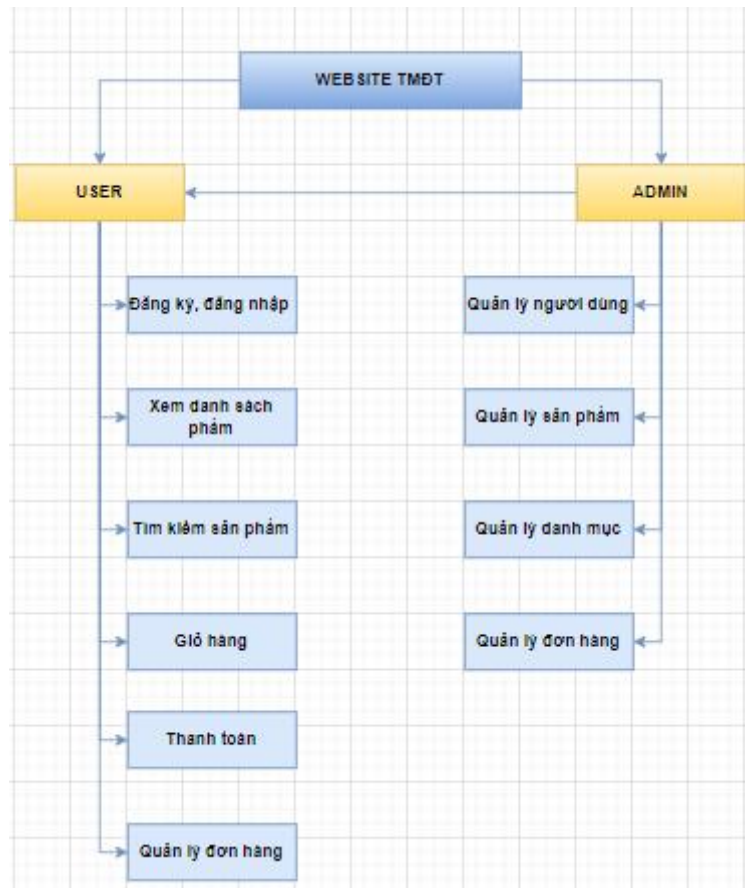 WEBSITE TMĐT
USER
ADMIN
Đăng ký, đăng nhập
Quản lý người dùng
Xem danh sách
phẩm
Quản lý sản phẩm
Tìm kiếm sản phẩm
Quản lý danh mục
Giỏ hàng
Quản lý đơn hàng
Thanh toán
Quản lý đơn hàng